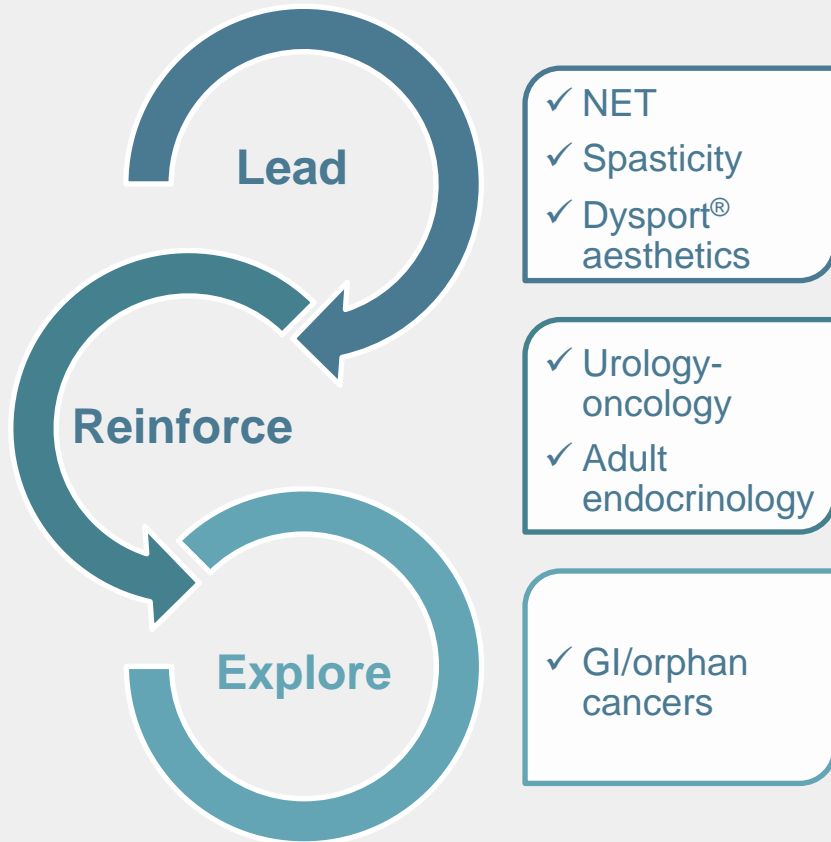 Lead
✓ NET
✓ Spasticity
✓ Dysport®
aesthetics
Reinforce
✓ Urology-
oncology
✓ Adult
endocrinology
Explore
✓ GI/orphan
cancers